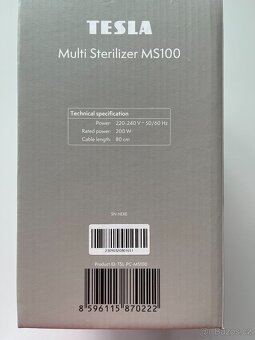 TESLA
Multi Sterilizer MS100
Technical specification
Power: 220-240 V ~ 50/60 Hz
Rated power: 200 W
Cable length: 80 cm
SN HERE
Product ID: TSL-PC-MS100
8 596115 870222